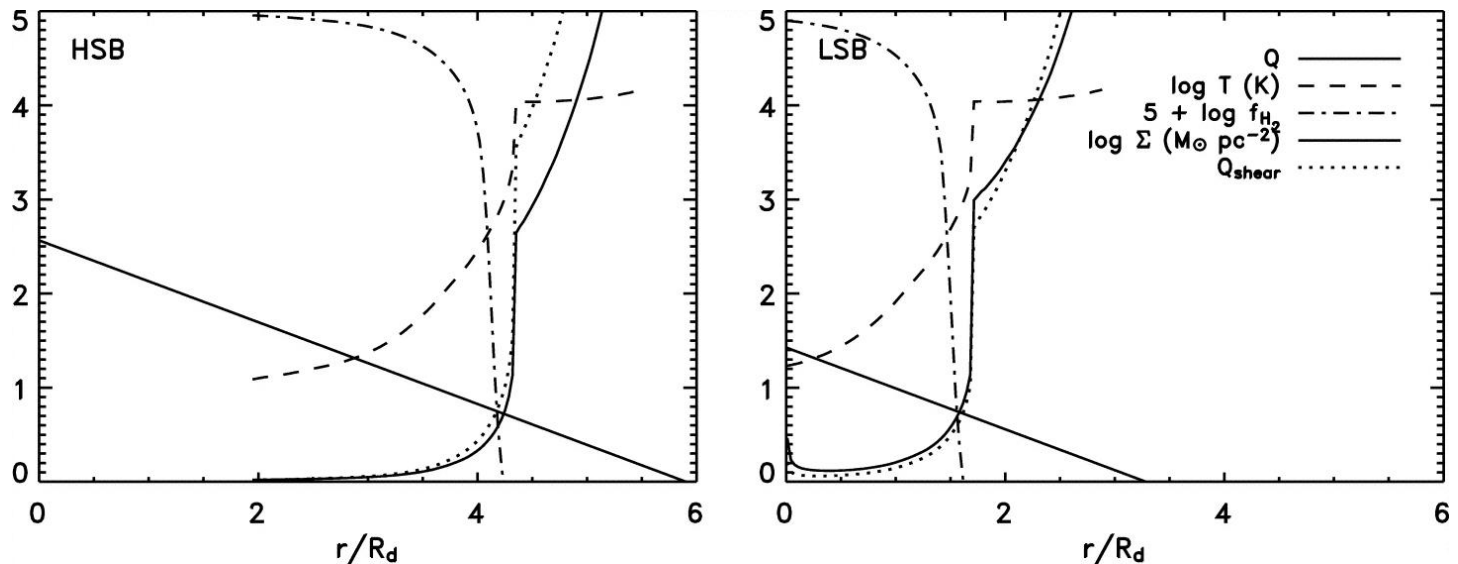 HSB
5
4
3
2
1
0
0 2 4 6
r/R_d
LSB
5
4
3
2
1
0
0 2 4 6
r/R_d
Q
log T (K)
5 + log f_H₂
log Σ (M⊙ pc⁻²)
Q_shear